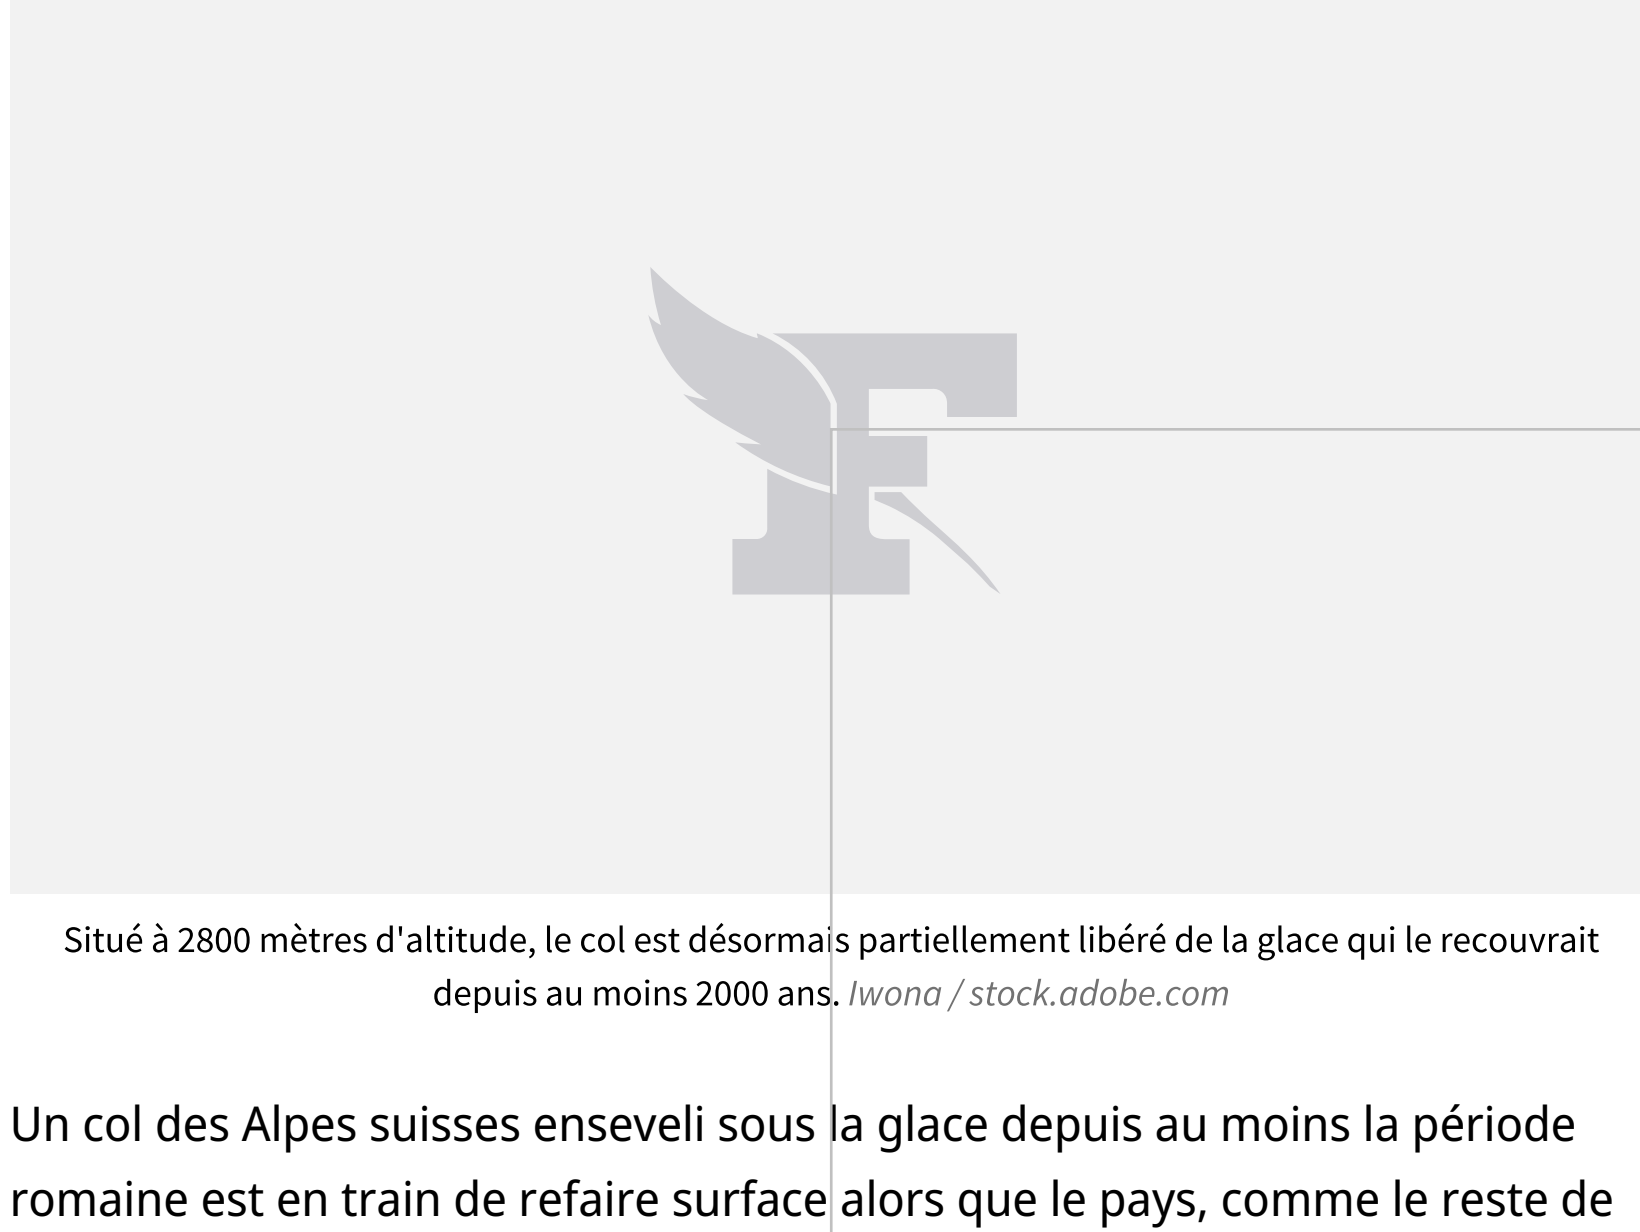 F
Situé à 2800 mètres d'altitude, le col est désormais partiellement libéré de la glace qui le recouvrait
depuis au moins 2000 ans. Iwona / stock.adobe.com
Un col des Alpes suisses enseveli sous la glace depuis au moins la période
romaine est en train de refaire surface alors que le pays, comme le reste de